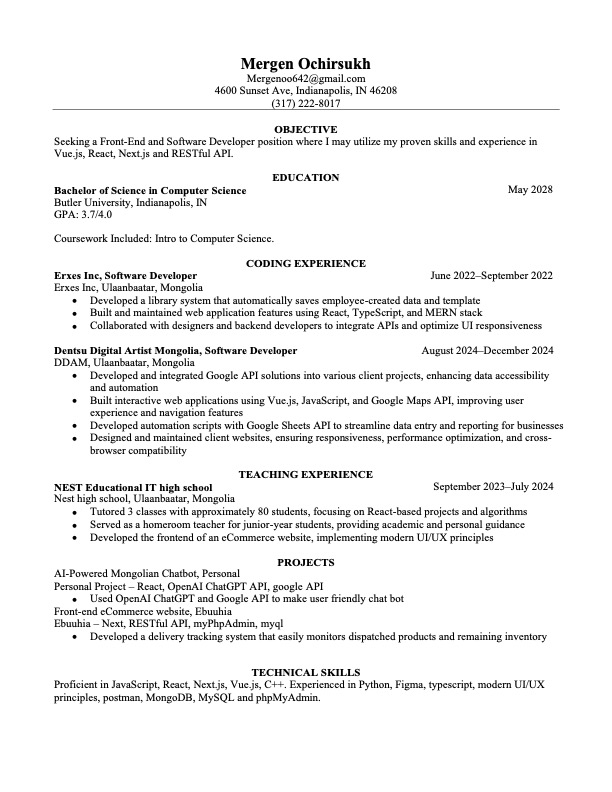 Mergen Ochirsukh
Mergenoo642@gmail.com
4600 Sunset Ave, Indianapolis, IN 46208
(317) 222-8017
OBJECTIVE
Seeking a Front-End and Software Developer position where I may utilize my proven skills and experience in
Vue.js, React, Next.js and RESTful API.
EDUCATION
Bachelor of Science in Computer Science May 2028
Butler University, Indianapolis, IN
GPA: 3.7/4.0
Coursework Included: Intro to Computer Science.
CODING EXPERIENCE
Erxes Inc, Software Developer June 2022–September 2022
Erxes Inc, Ulaanbaatar, Mongolia
• Developed a library system that automatically saves employee-created data and template
• Built and maintained web application features using React, TypeScript, and MERN stack
• Collaborated with designers and backend developers to integrate APIs and optimize UI responsiveness
Dentsu Digital Artist Mongolia, Software Developer August 2024–December 2024
DDAM, Ulaanbaatar, Mongolia
• Developed and integrated Google API solutions into various client projects, enhancing data accessibility
and automation
• Built interactive web applications using Vue.js, JavaScript, and Google Maps API, improving user
experience and navigation features
• Developed automation scripts with Google Sheets API to streamline data entry and reporting for businesses
• Designed and maintained client websites, ensuring responsiveness, performance optimization, and cross-
browser compatibility
TEACHING EXPERIENCE
NEST Educational IT high school September 2023–July 2024
Nest high school, Ulaanbaatar, Mongolia
• Tutored 3 classes with approximately 80 students, focusing on React-based projects and algorithms
• Served as a homeroom teacher for junior-year students, providing academic and personal guidance
• Developed the frontend of an eCommerce website, implementing modern UI/UX principles
PROJECTS
AI-Powered Mongolian Chatbot, Personal
Personal Project – React, OpenAI ChatGPT API, google API
• Used OpenAI ChatGPT and Google API to make user friendly chat bot
Front-end eCommerce website, Ebuuhia
Ebuuhia – Next, RESTful API, myPhpAdmin, myql
• Developed a delivery tracking system that easily monitors dispatched products and remaining inventory
TECHNICAL SKILLS
Proficient in JavaScript, React, Next.js, Vue.js, C++. Experienced in Python, Figma, typescript, modern UI/UX
principles, postman, MongoDB, MySQL and phpMyAdmin.